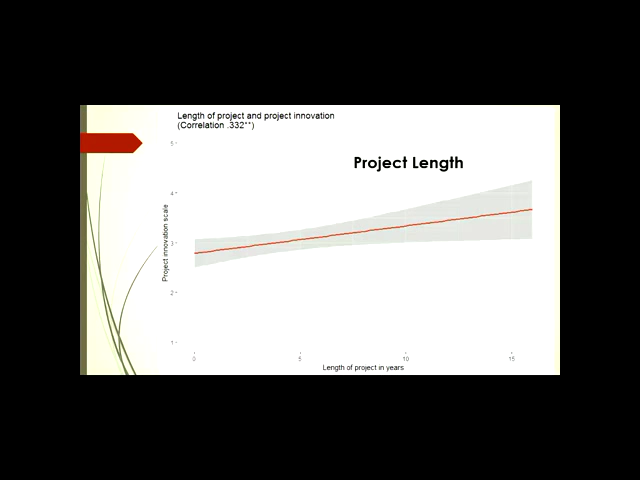 Length of project and project innovation
(Correlation .332**)
Project Length
5
4
3
2
1
Project innovation scale
0 5 10 15
Length of project in years